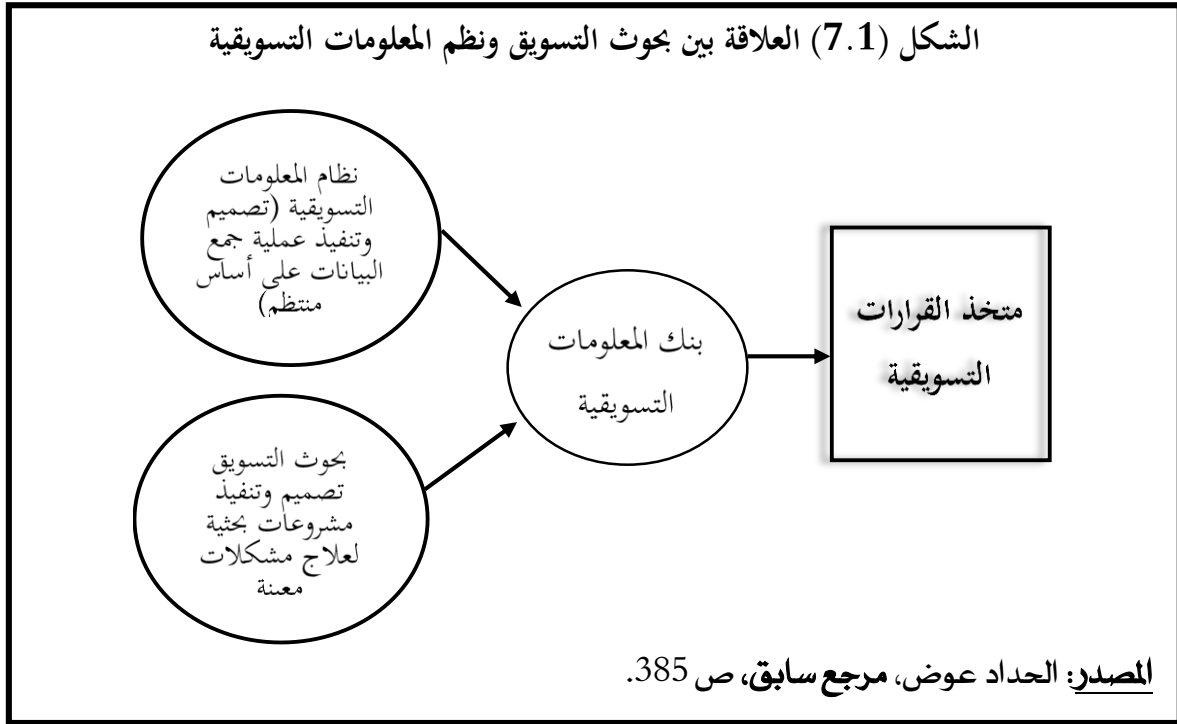 الشكل (7.1) العلاقة بين بحوث التسويق ونظم المعلومات التسويقية
نظام المعلومات
التسويقية (تصميم
وتنفيذ عملية جمع
البيانات على أساس
منتظم)
بنك المعلومات
التسويقية
متخذ القرارات
التسويقية
بحوث التسويق
تصميم وتنفيذ
مشروعات بحثية
لعلاج مشكلات
معينة
المصدر: الحداد عوض، مرجع سابق، ص 385.